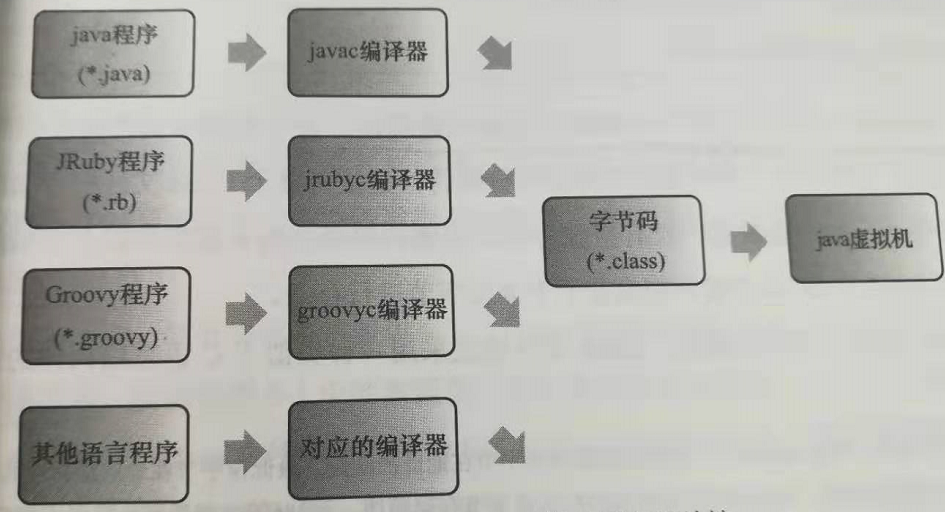 java程序
(*.java)
javac编译器
JRuby程序
(*.rb)
jrubyc编译器
字节码
(*.class)
java虚拟机
Groovy程序
(*.groovy)
groovyc编译器
其他语言程序
对应的编译器